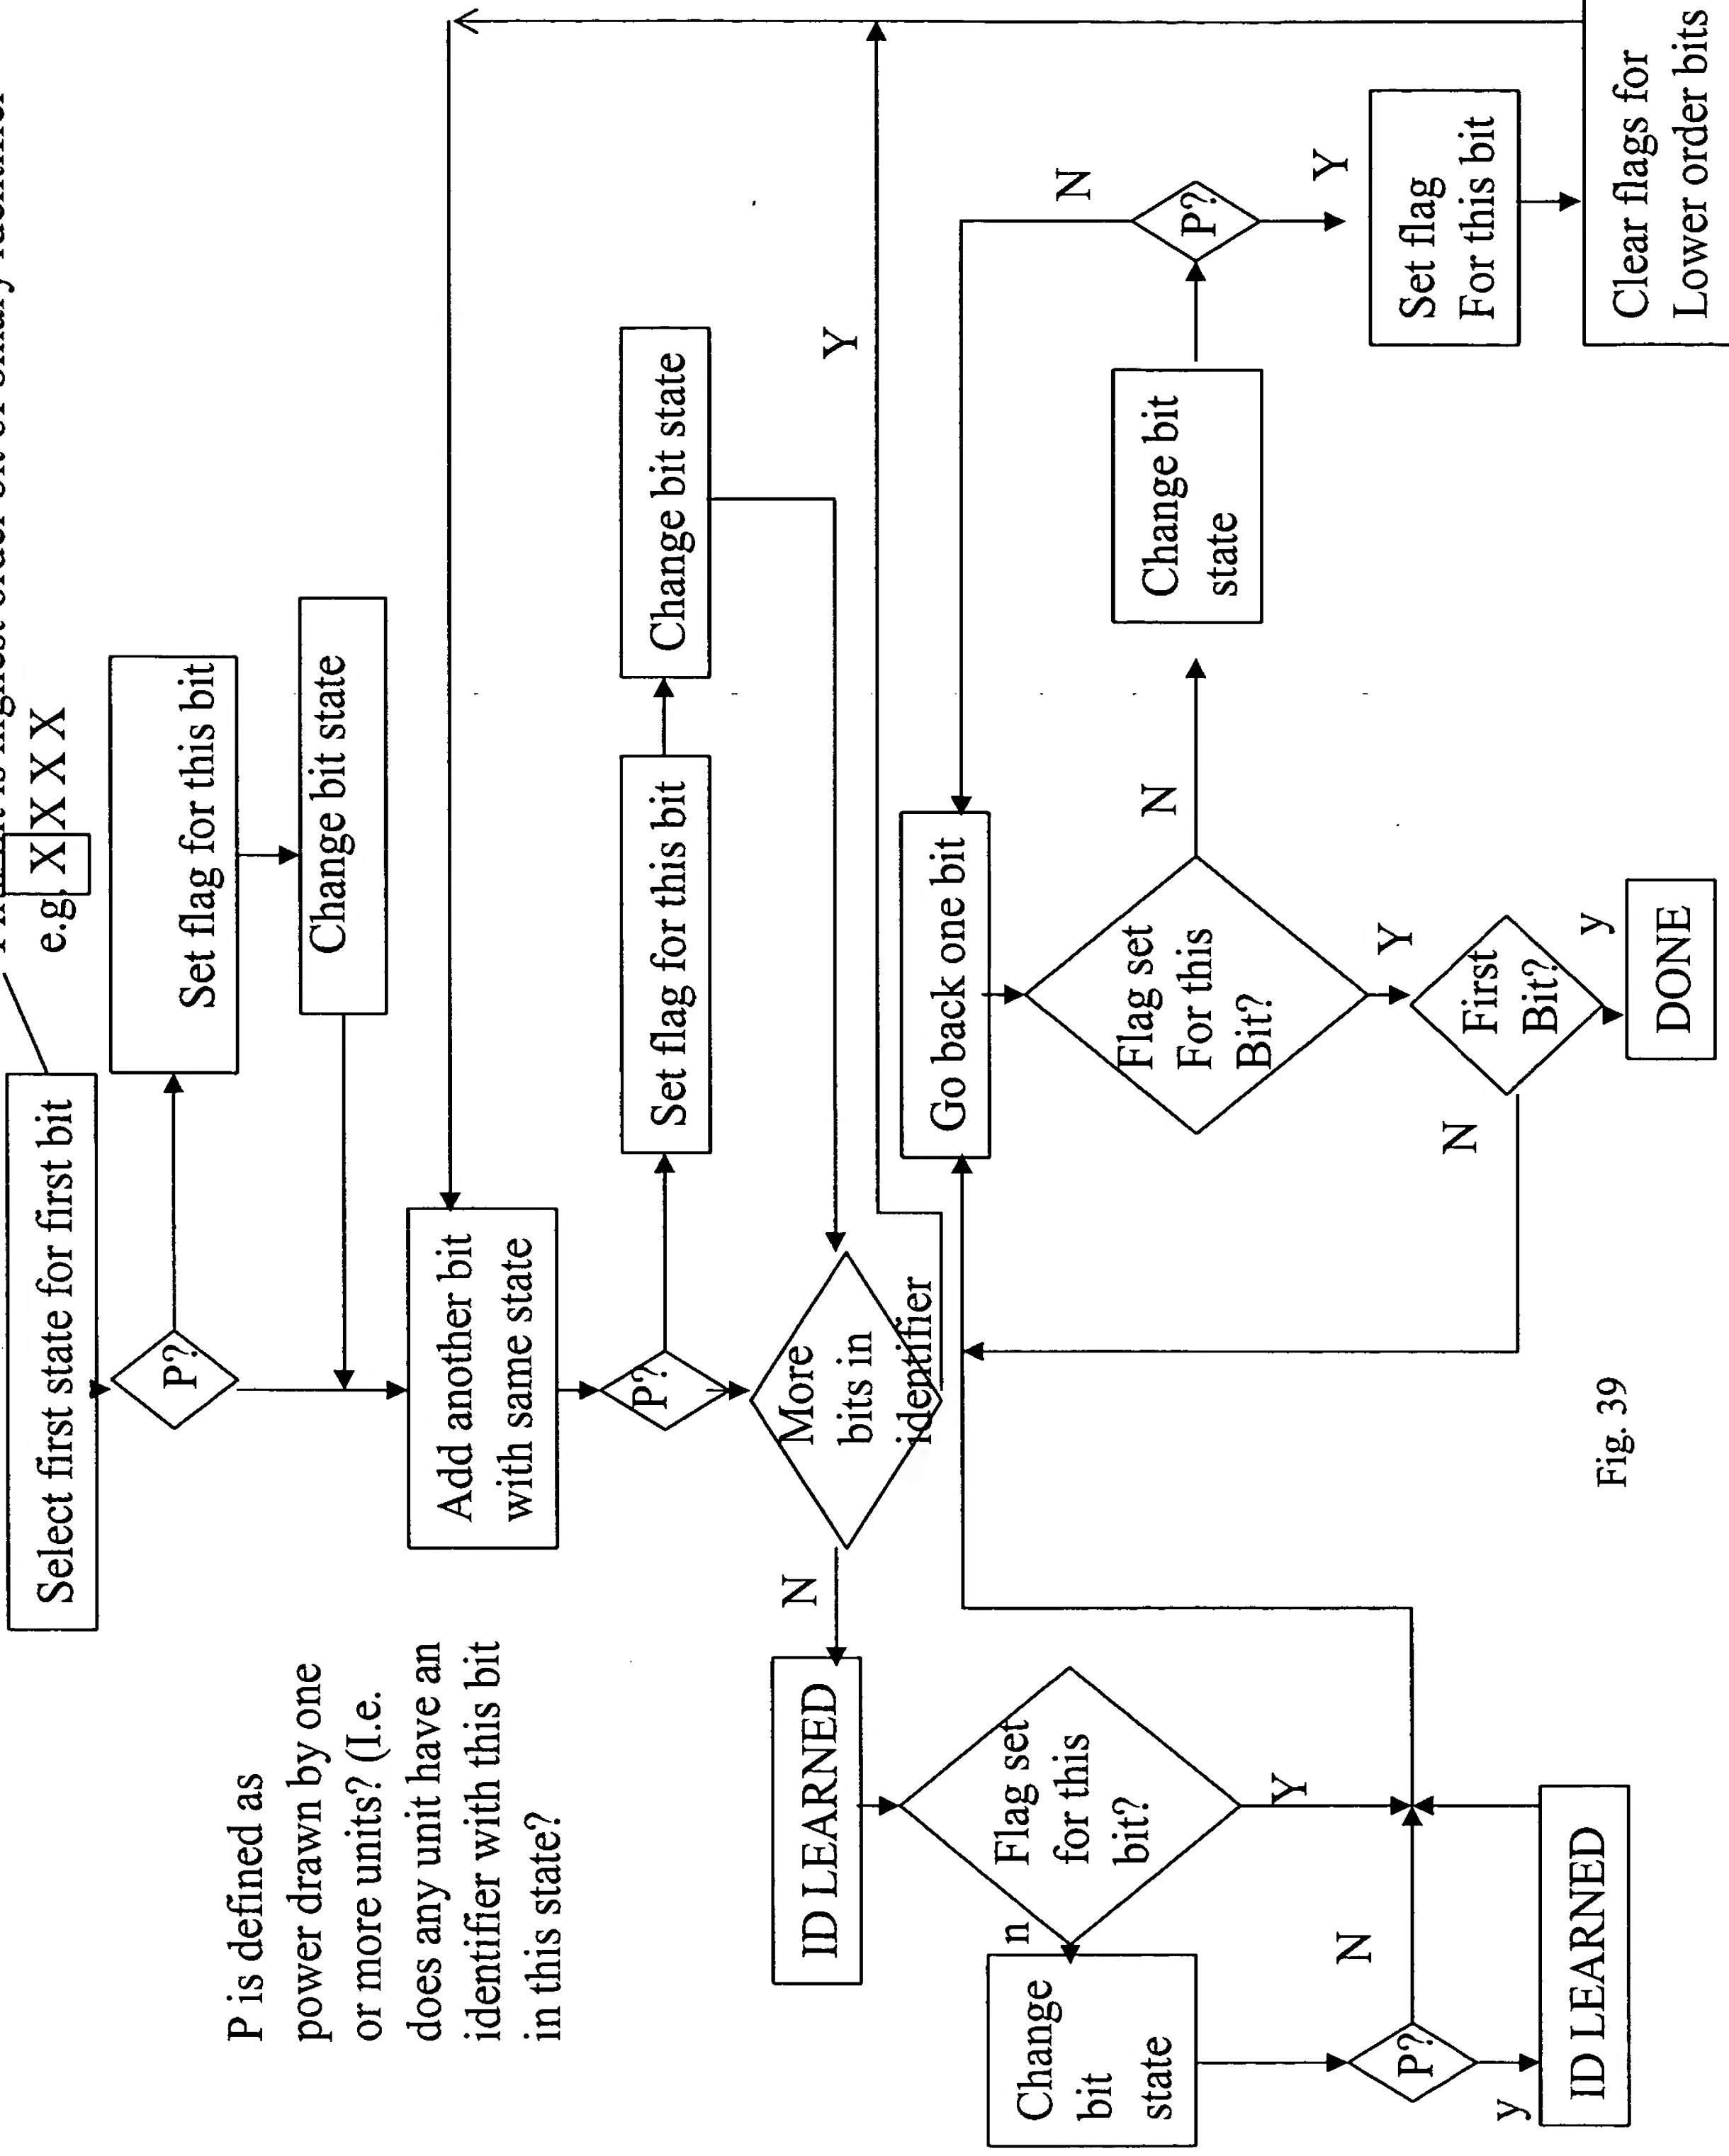 bit is highest order bit of binary identifier
e.g. X X X X X
Select first state for first bit
P?
Set flag for this bit
Change bit state
Add another bit
with same state
P?
Set flag for this bit
Change bit state
More
bits in
identifier
Y
N
P is defined as
power drawn by one
or more units? (I.e.
does any unit have an
identifier with this bit
in this state?
ID LEARNED
Flag set
for this
bit?
n
Y
Change
bit
state
P?
N
y
ID LEARNED
Go back one bit
Flag set
For this
Bit?
N
Y
First
Bit?
N
y
DONE
Change bit
state
P?
N
Y
Set flag
For this bit
Clear flags for
Lower order bits
Fig. 39